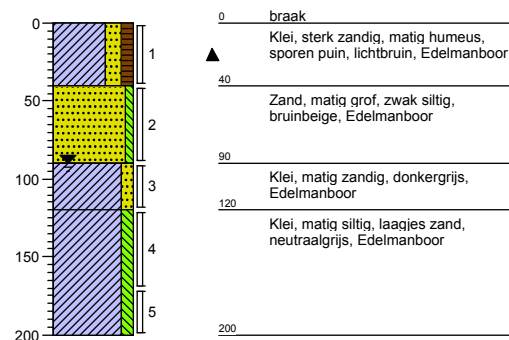 0
50
100
150
200
1
2
3
4
5
0 braak
Klei, sterk zandig, matig humeus,
sporen puin, lichtbruin, Edelmanboor
40
Zand, matig grof, zwak siltig,
bruinbeige, Edelmanboor
90
Klei, matig zandig, donkergrijs,
Edelmanboor
120
Klei, matig siltig, laagjes zand,
neutraalgrijs, Edelmanboor
200